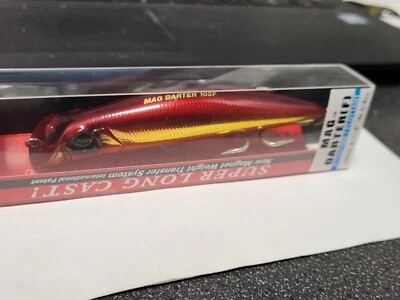 MAG DARTER 105F
MAG-
DARTER(F)
SUPER LONG CAST!
New Magnet Weight Transfer System International Patent